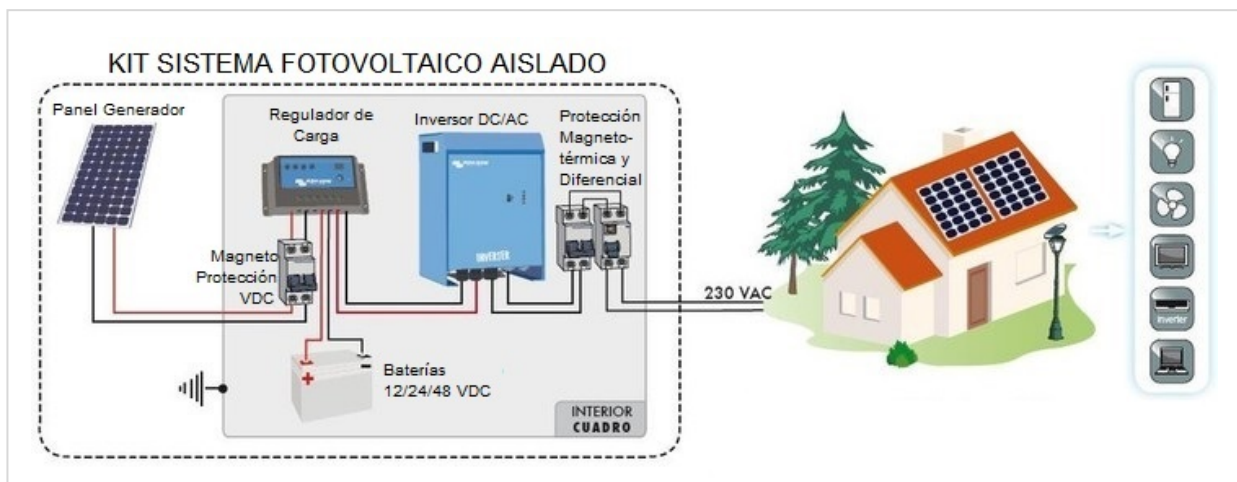 KIT SISTEMA FOTOVOLTAICO AISLADO
Panel Generador
Regulador de
Carga
Inversor DC/AC
Protección
Magneto-
térmica y
Diferencial
Magneto
Protección
VDC
INVERTER
230 VAC
Baterías
12/24/48 VDC
INTERIOR
CUADRO
Inverter